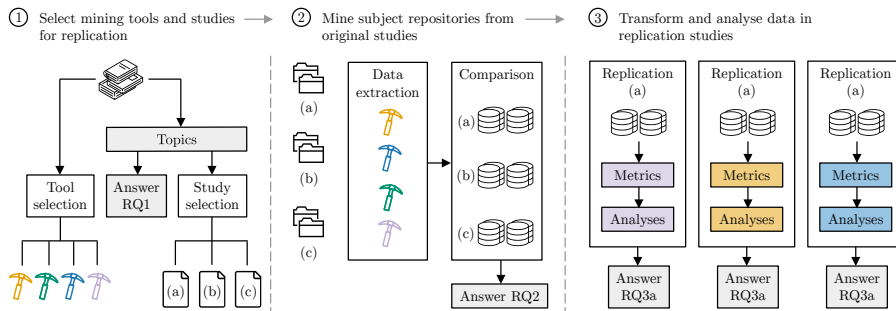 1 Select mining tools and studies
for replication
Topics
Tool
selection
Answer
RQ1
Study
selection
(a)
(b)
(c)
2 Mine subject repositories from
original studies
(a)
(b)
(c)
Data
extraction
Comparison
(a)
(b)
(c)
Answer RQ2
3 Transform and analyse data in
replication studies
Replication
(a)
Metrics
Analyses
Answer
RQ3a
Replication
(a)
Metrics
Analyses
Answer
RQ3a
Replication
(a)
Metrics
Analyses
Answer
RQ3a